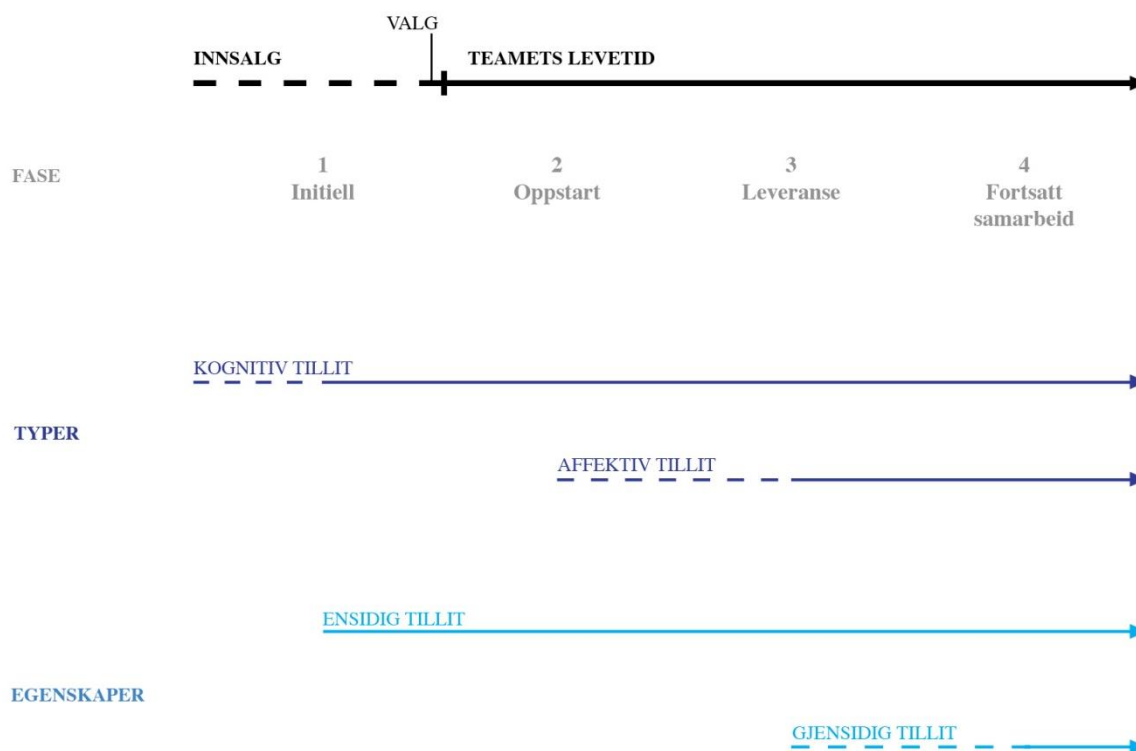 VALG
INNSALG
TEAMETS LEVETID
FASE
1
Initiell
2
Oppstart
3
Leveranse
4
Fortsatt
samarbeid
KOGNITIV TILLIT
TYPER
AFFEKTIV TILLIT
ENSIDIG TILLIT
EGENSKAPER
GJENSIDIG TILLIT